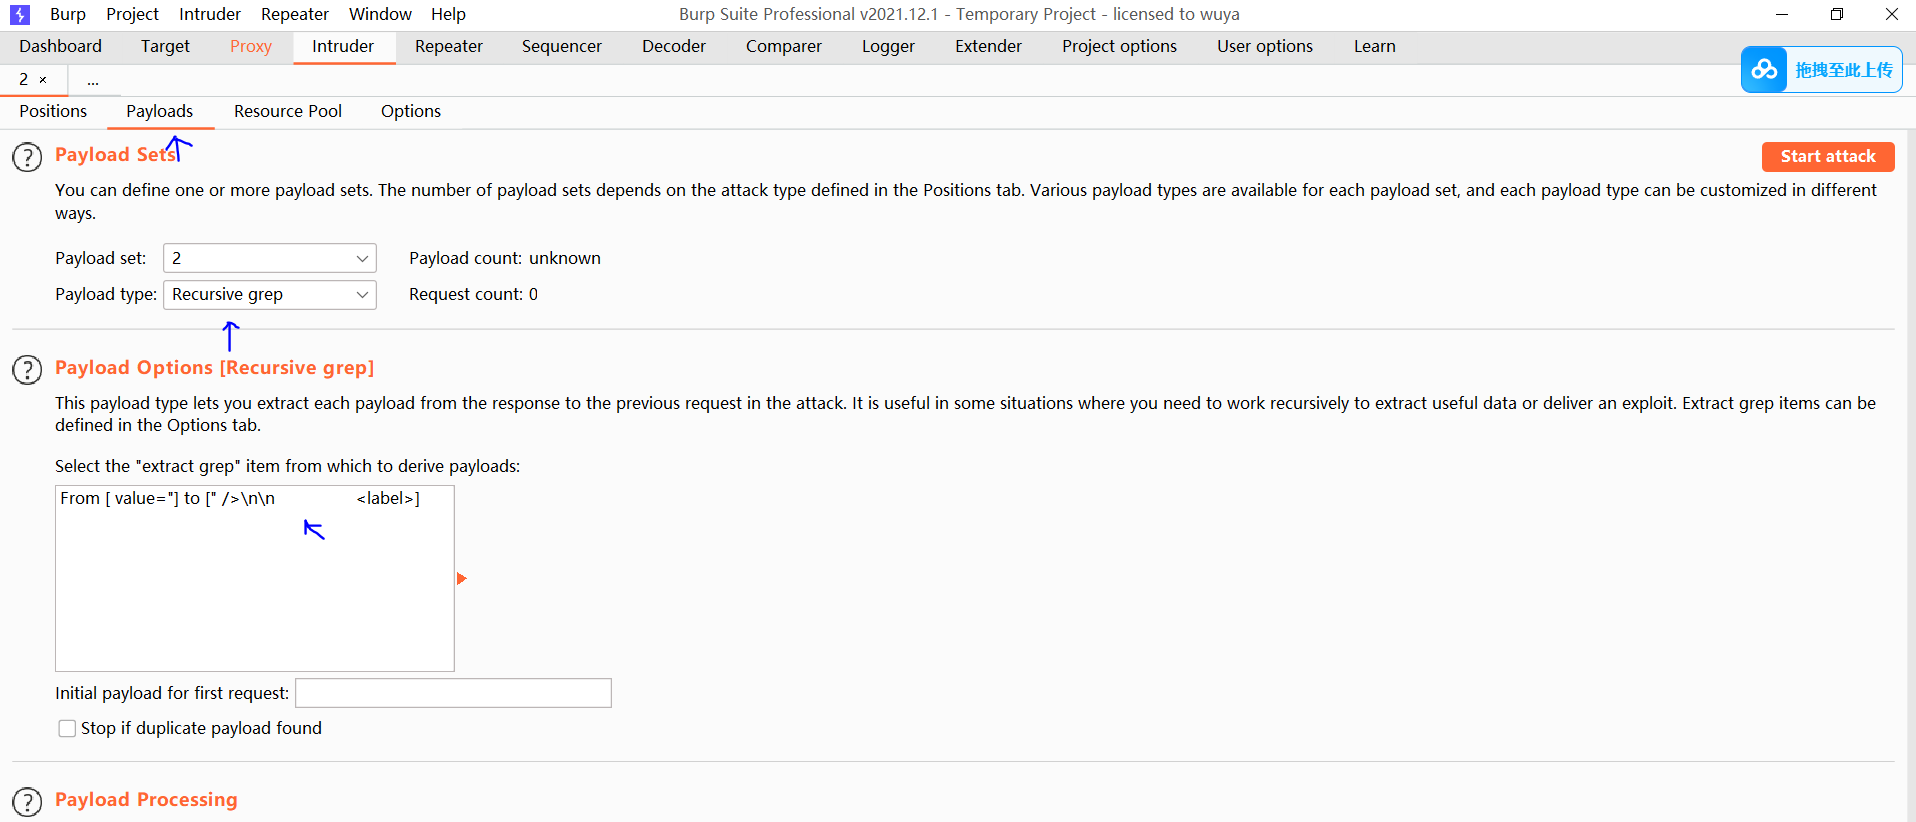 Burp Project Intruder Repeater Window Help Burp Suite Professional v2021.12.1 - Temporary Project - licensed to wuya
Dashboard Target Proxy Intruder Repeater Sequencer Decoder Comparer Logger Extender Project options User options Learn
拖拽至此上传
2 × ...
Positions Payloads Resource Pool Options
? Payload Sets
Start attack
You can define one or more payload sets. The number of payload sets depends on the attack type defined in the Positions tab. Various payload types are available for each payload set, and each payload type can be customized in different
ways.
Payload set: 2 Payload count: unknown
Payload type: Recursive grep Request count: 0
? Payload Options [Recursive grep]
This payload type lets you extract each payload from the response to the previous request in the attack. It is useful in some situations where you need to work recursively to extract useful data or deliver an exploit. Extract grep items can be
defined in the Options tab.
Select the "extract grep" item from which to derive payloads:
From [ value="] to [" />\n\n <label>]
Initial payload for first request:
Stop if duplicate payload found
? Payload Processing